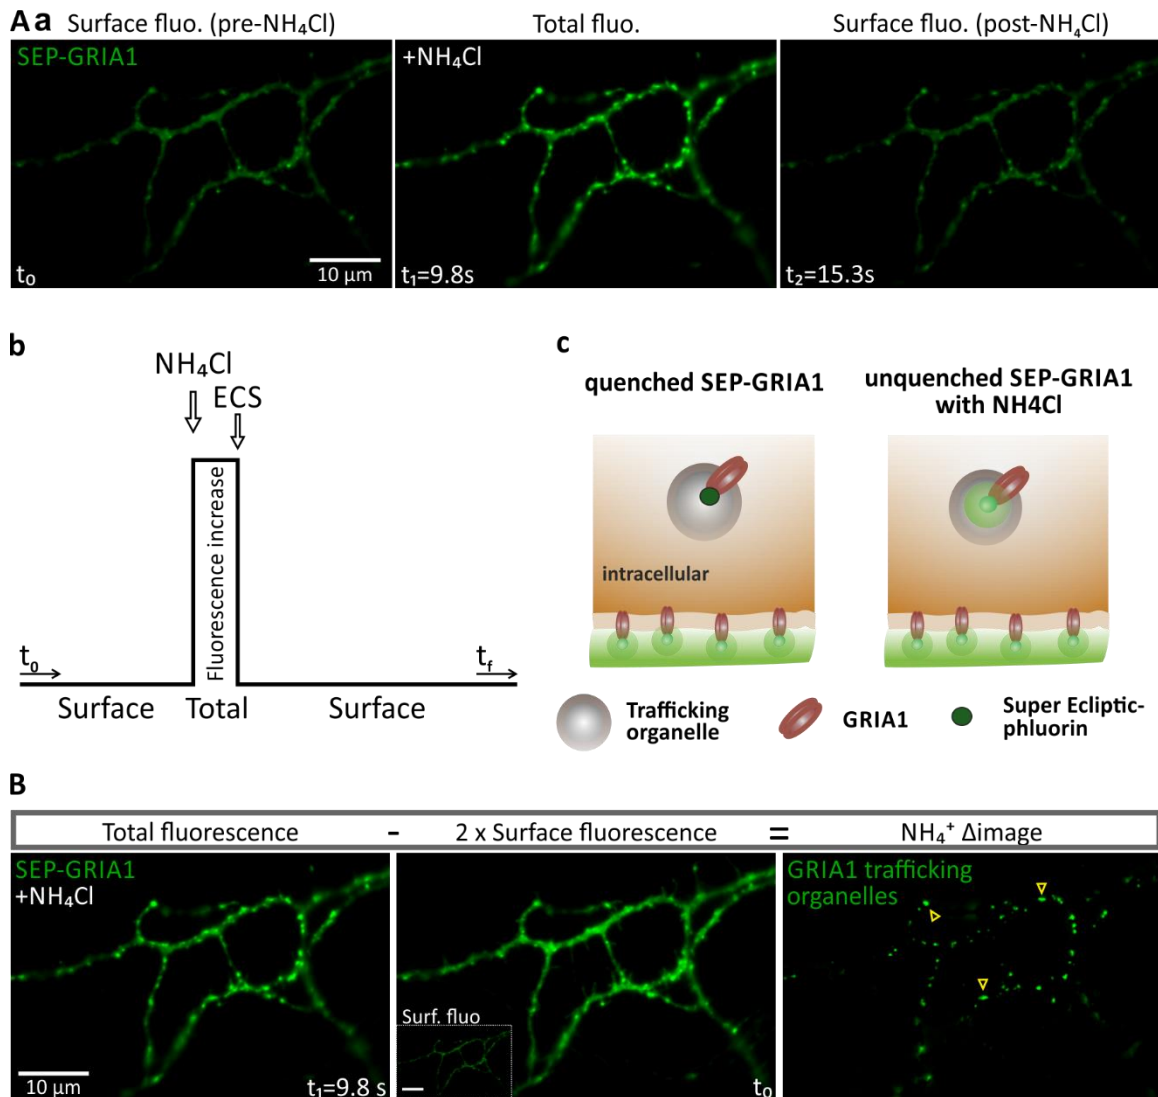 Aa
Surface fluo. (pre-NH₄Cl)
Total fluo.
Surface fluo. (post-NH₄Cl)
SEP-GRIA1
+NH₄Cl
t₀
10 µm
t₁=9.8s
t₂=15.3s
b
NH₄Cl
ECS
Fluorescence increase
t₀
t_f
Surface
Total
Surface
c
quenched SEP-GRIA1
unquenched SEP-GRIA1
with NH4Cl
intracellular
Trafficking
organelle
GRIA1
Super Ecliptic-
phluorin
B
Total fluorescence
-
2 x Surface fluorescence
=
NH₄⁺ Δimage
SEP-GRIA1
+NH₄Cl
10 µm
t₁=9.8 s
Surf. fluo
t₀
GRIA1 trafficking
organelles